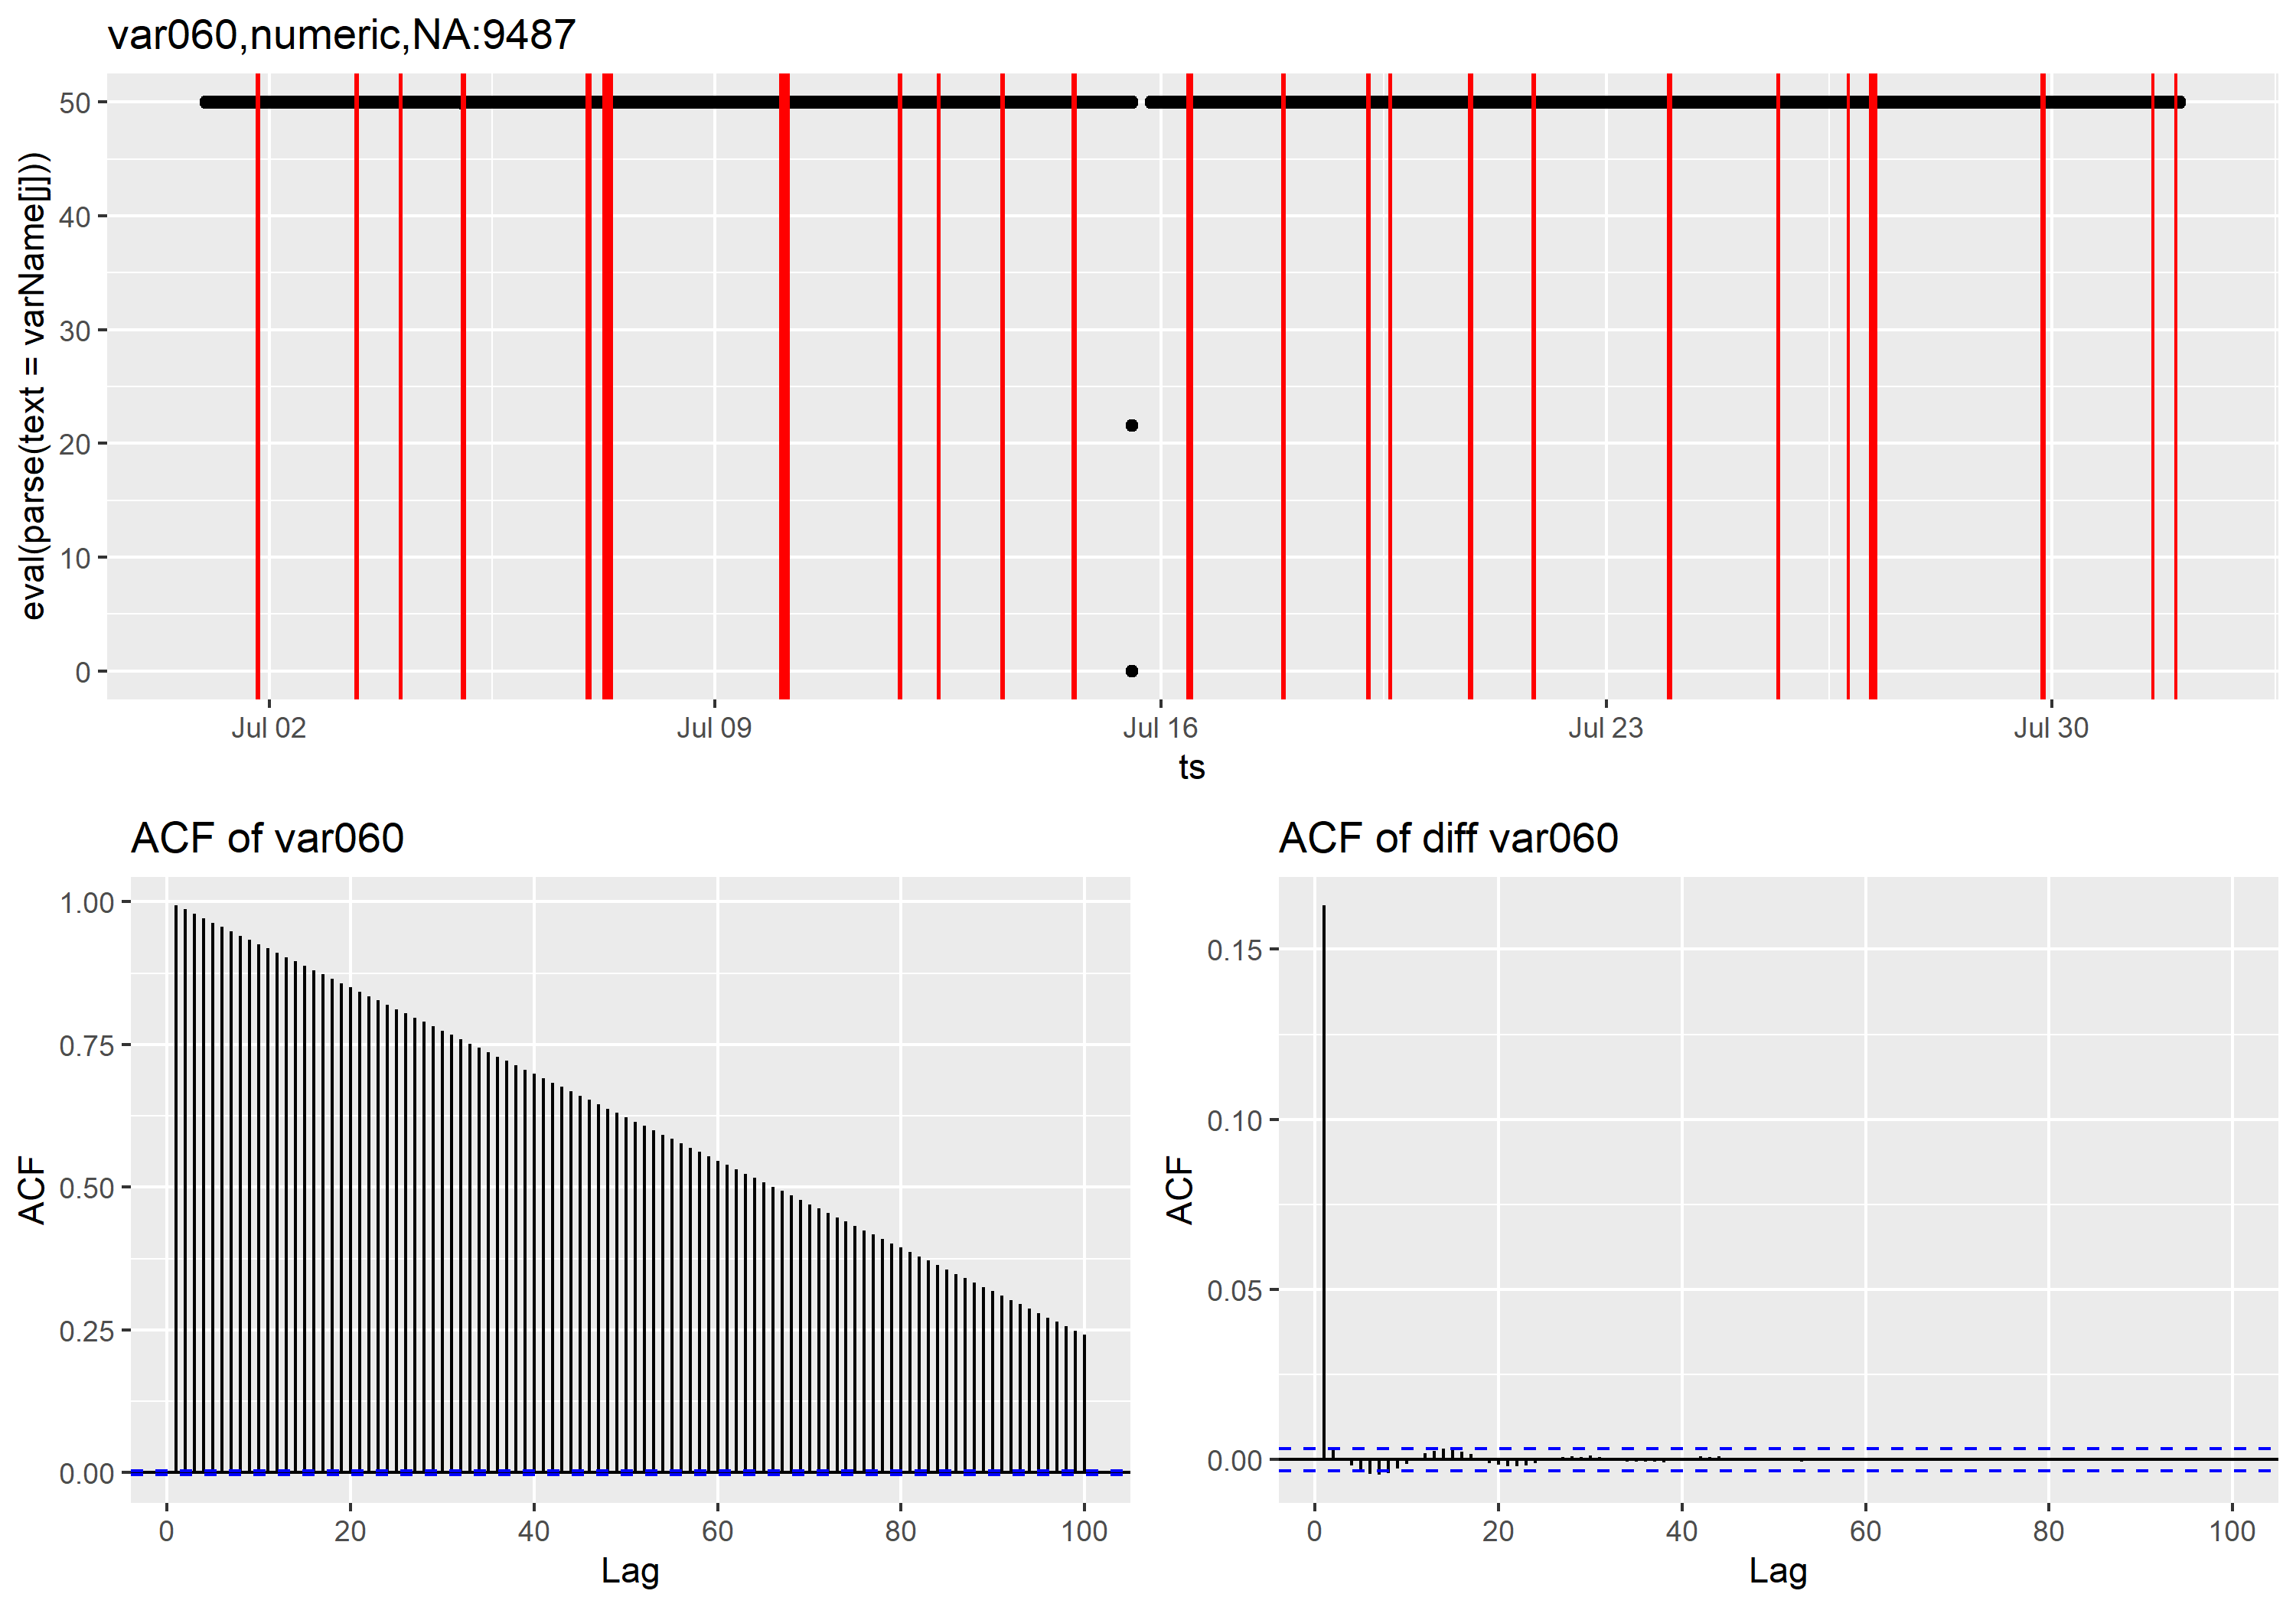 var060,numeric,NA:9487
eval(parse(text = varName[j]))
50
40
30
20
10
0
Jul 02 Jul 09 Jul 16 Jul 23 Jul 30
ts
ACF of var060
ACF
1.00
0.75
0.50
0.25
0.00
0 20 40 60 80 100
Lag
ACF of diff var060
ACF
0.15
0.10
0.05
0.00
0 20 40 60 80 100
Lag